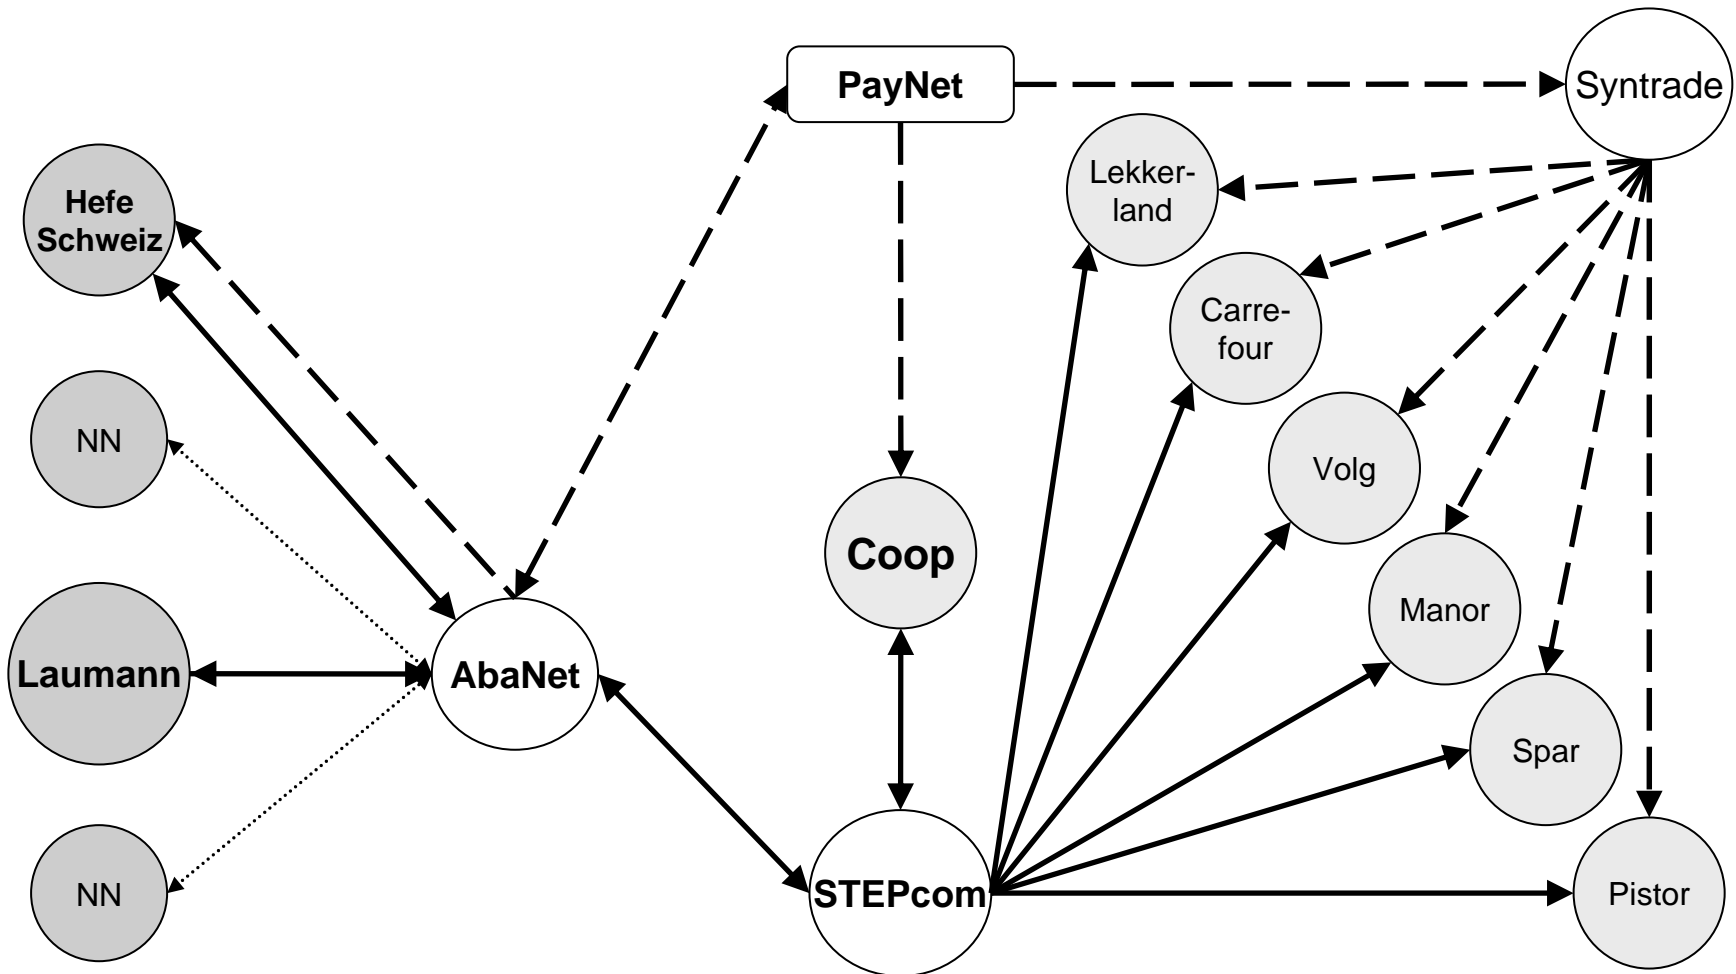 PayNet
Syntrade
Lekker-
land
Hefe
Schweiz
Carre-
four
NN
Volg
Coop
Manor
Laumann
AbaNet
Spar
NN
STEPcom
Pistor